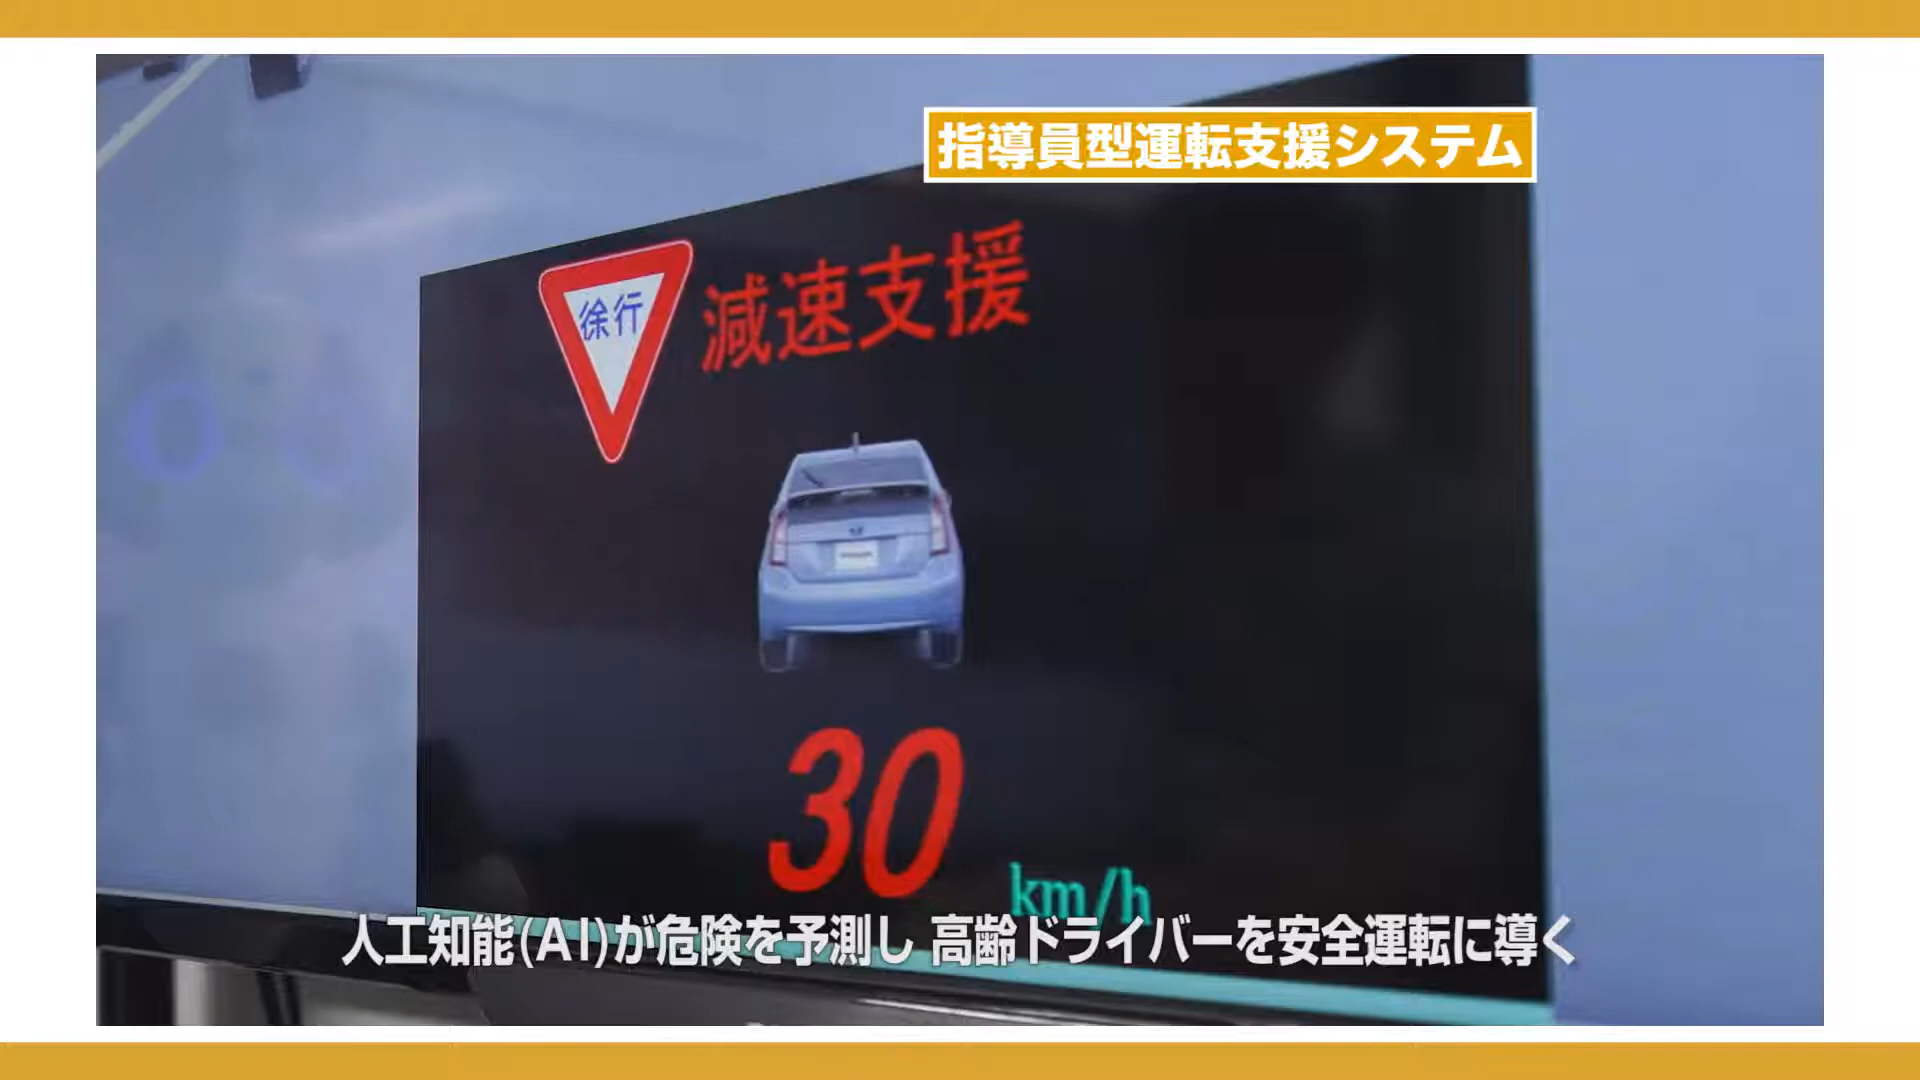 指導員型運転支援システム
徐行
減速支援
30
km/h
人工知能(AI)が危険を予測し 高齢ドライバーを安全運転に導く